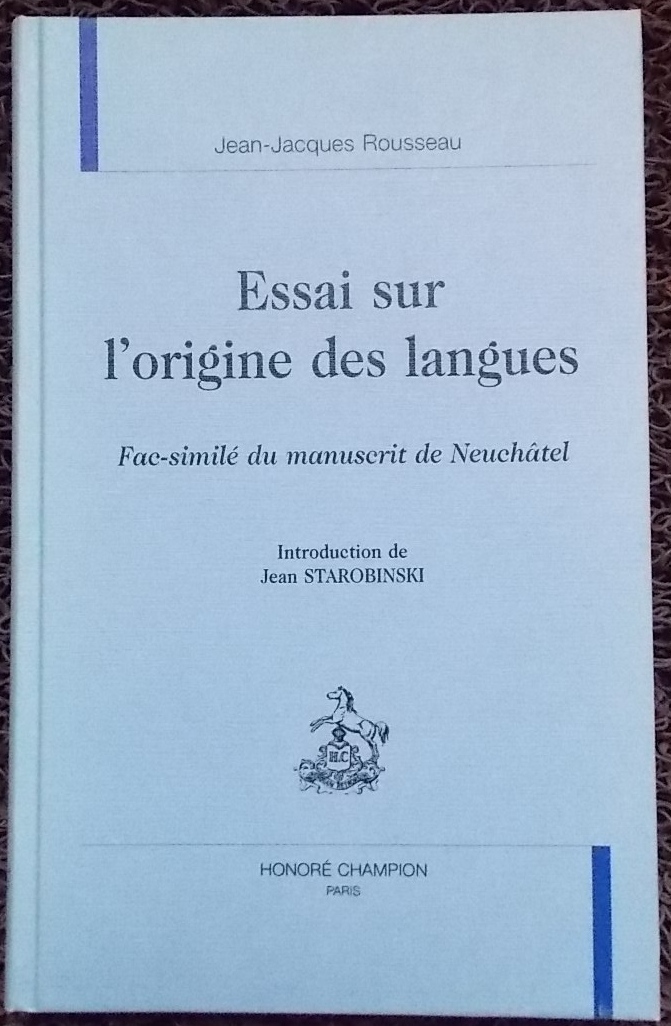 Jean-Jacques Rousseau
Essai sur
l'origine des langues
Fac-similé du manuscrit de Neuchâtel
Introduction de
Jean STAROBINSKI
H.C
HONORÉ CHAMPION
PARIS